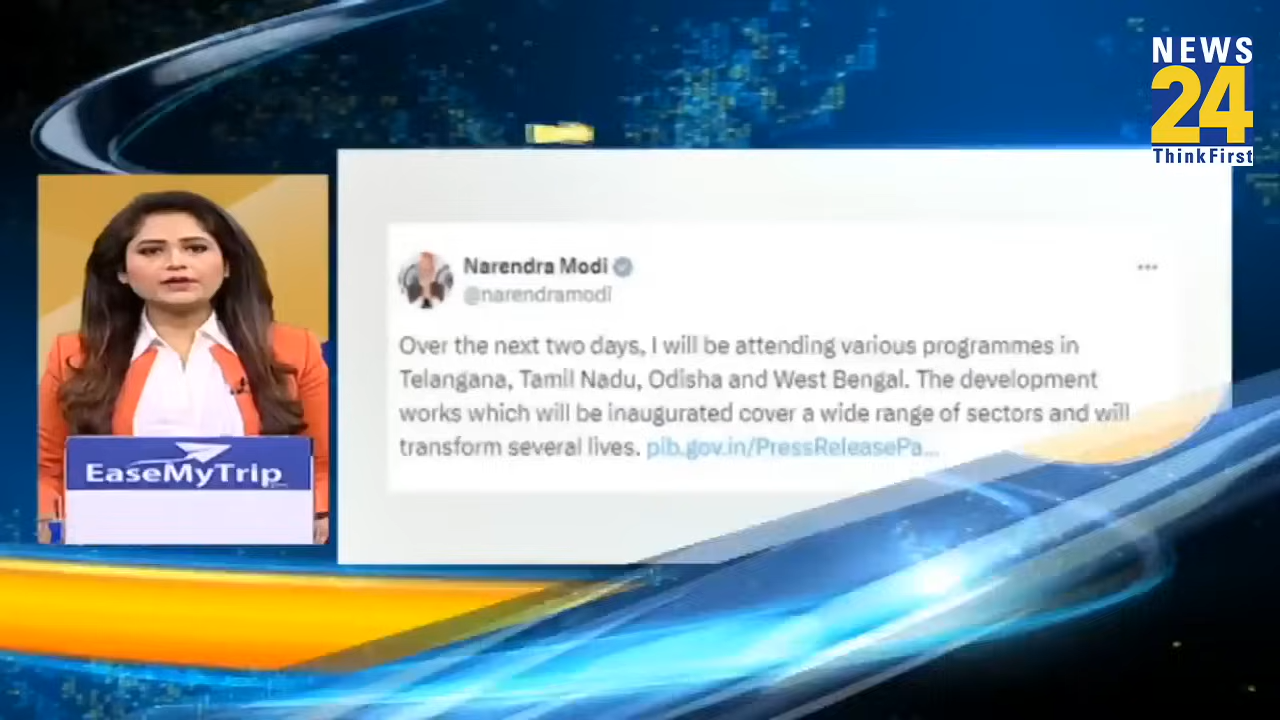 NEWS
24
ThinkFirst
Narendra Modi
@narendramodi
Over the next two days, I will be attending various programmes in
Telangana, Tamil Nadu, Odisha and West Bengal. The development
works which will be inaugurated cover a wide range of sectors and will
transform several lives. pib.gov.in/PressReleasePa...
EaseMyTrip